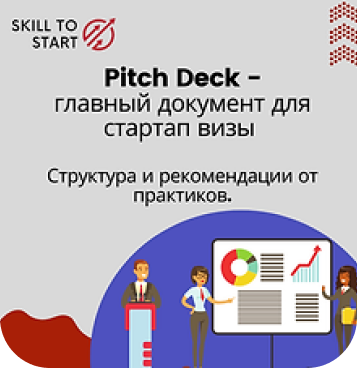 SKILL TO
START
Pitch Deck –
главный документ для
стартап визы
Структура и рекомендации от
практиков.